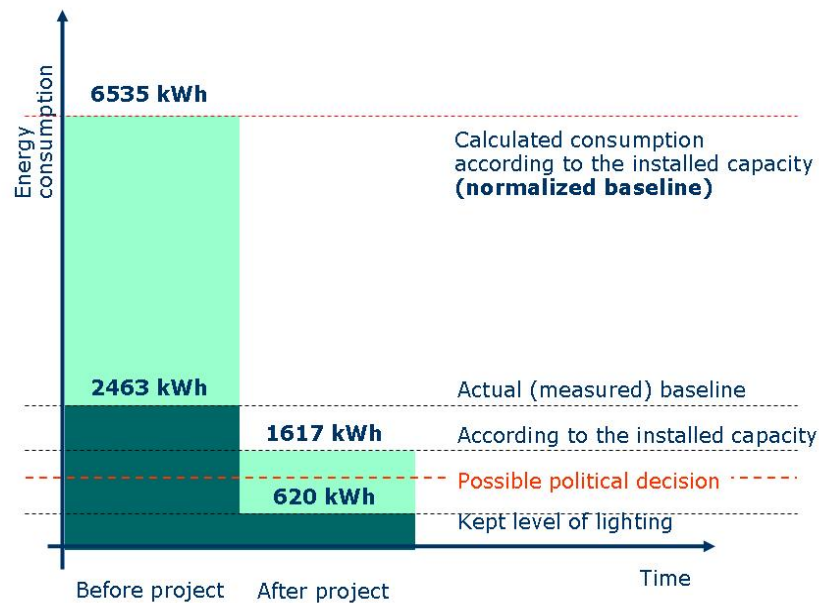 6535 kWh
Energy
consumption
Calculated consumption
according to the installed capacity
(normalized baseline)
2463 kWh
Actual (measured) baseline
1617 kWh
According to the installed capacity
Possible political decision
620 kWh
Kept level of lighting
Time
Before project
After project